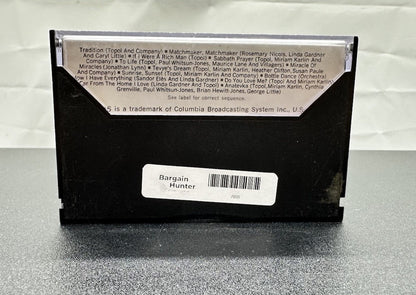 Tradition (Topol And Company) • Matchmaker, Matchmaker (Rosemary Nicols, Linda Gardner
And Caryl Little) • If I Were A Rich Man (Topol) • Sabbath Prayer (Topol, Miriam Karlin And
• To Life (Topol, Paul Whitsun-Jones, Maurice Lane And Villagers) • Miracle Of
Miracles (Jonathan Lynn) • Tevye's Dream (Topol, Miriam Karlin, Heather Clifton, Susan Paule
And Company) • Sunrise, Sunset (Topol, Miriam Karlin And Company) • Bottle Dance (Orchestra)
ow I Have Everything (Sandor Eles And Linda Gardner) • Do You Love Me? (Topol And Miriam Karlin)
Far From The Home I Love (Linda Gardner) • Anatevka (Topol, Miriam Karlin, Cynthia
Grenville, Paul Whitsun-Jones, Brian Hewitt-Jones, George Little)
See label for correct sequence.
S is a trademark of Columbia Broadcasting System Inc., U.S.
Bargain
Hunter